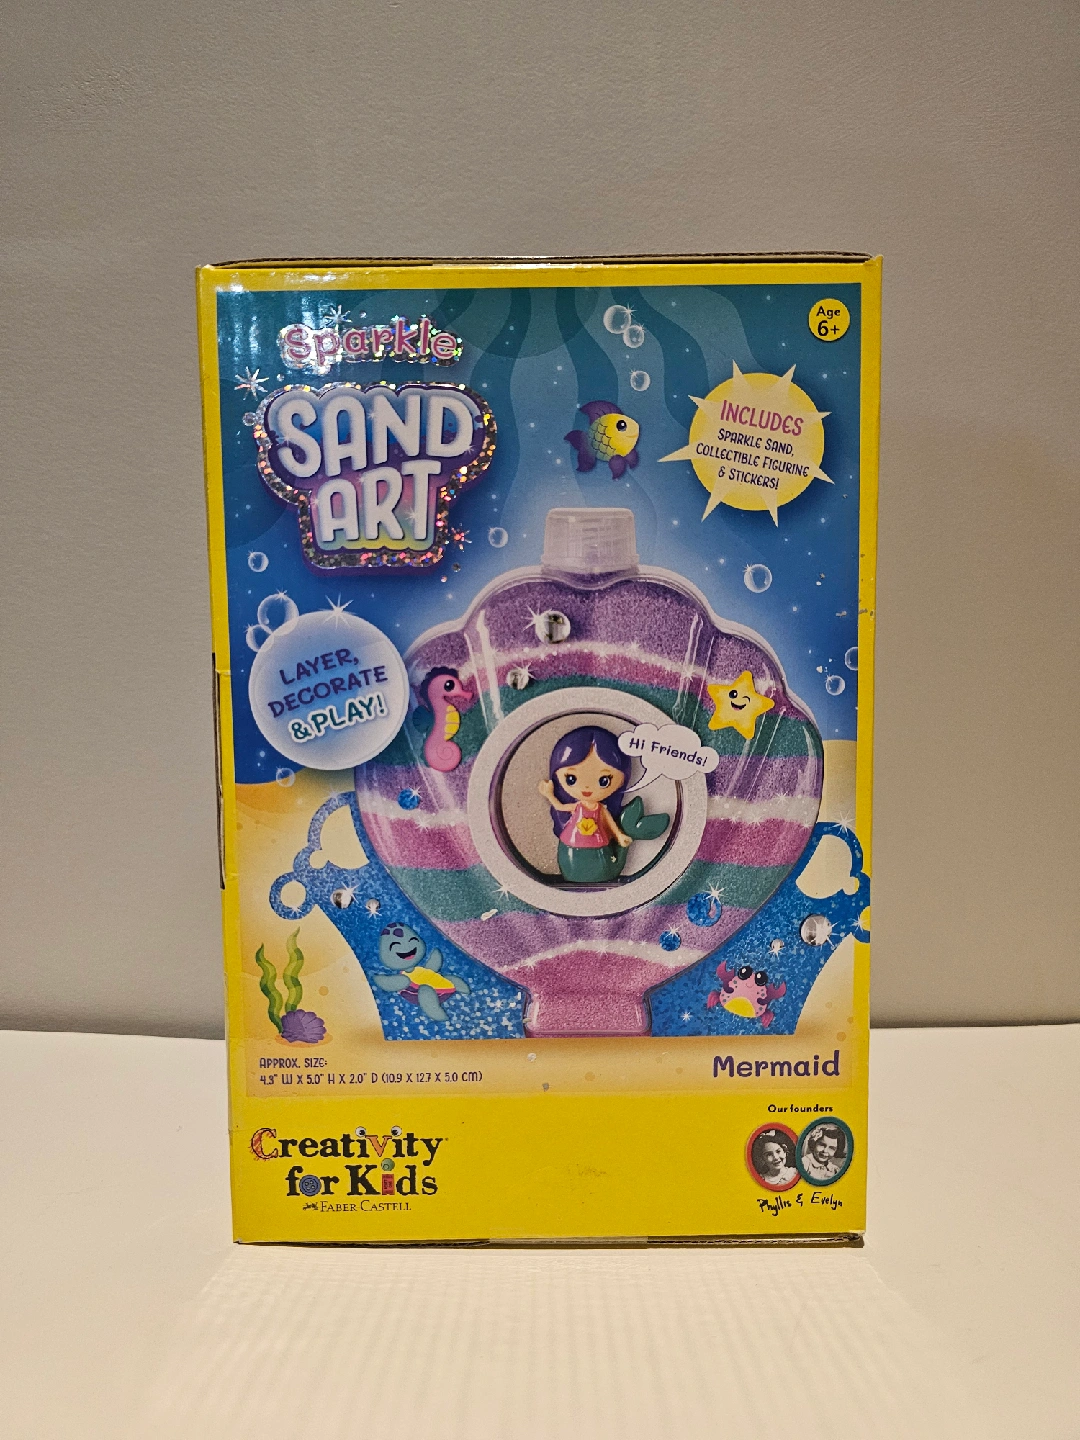 Sparkle
SAND
ART
Age
6+
INCLUDES
SPARKLE SAND,
COLLECTIBLE FIGURINE
& STICKERS!
LAYER,
DECORATE
& PLAY!
Hi Friends!
APPROX. SIZE:
4.3" W X 5.0" H X 2.0" D (10.9 X 12.7 X 5.0 CM)
Mermaid
Our founders
Creativity
for Kids
FABER-CASTELL
Phyllis & Evelyn